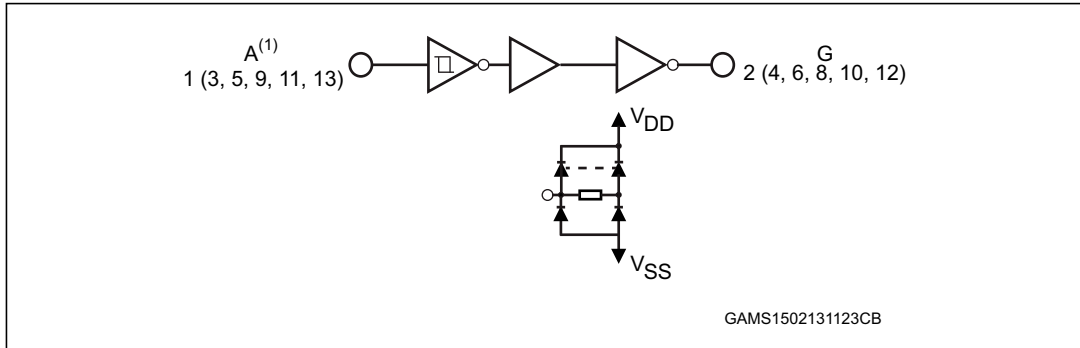 A(1)
1 (3, 5, 9, 11, 13)
G
2 (4, 6, 8, 10, 12)
VDD
VSS
GAMS1502131123CB